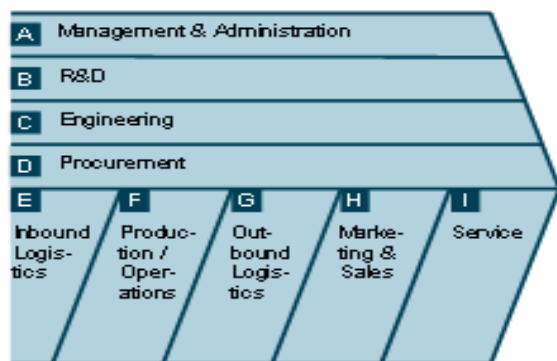 A Management & Administration
B R&D
C Engineering
D Procurement
E F G H I
Inbound Logis- tics
Produc- tion / Oper- ations
Out- bound Logis- tics
Marke- ting & Sales
Service